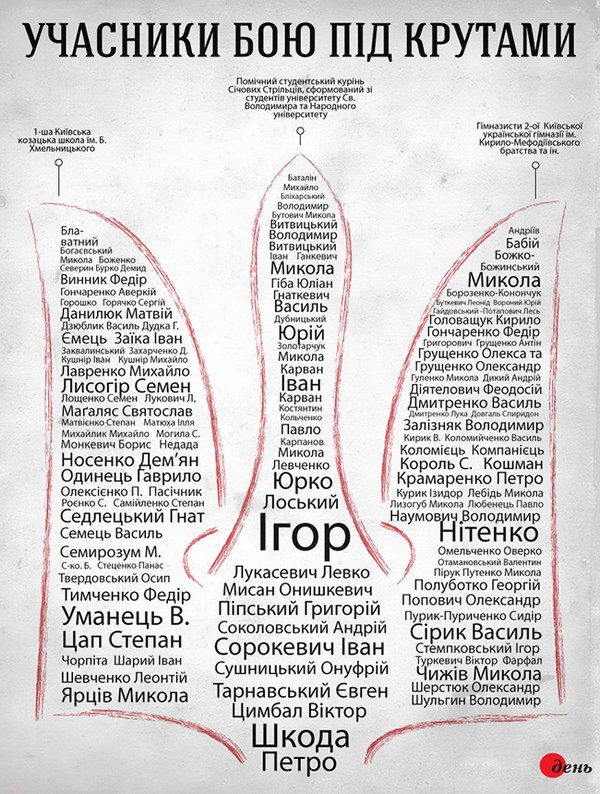 УЧАСНИКИ БОЮ ПІД КРУТАМИ
1-ша Київська
козацька школа ім. Б.
Хмельницького
Бла-
ватний
Богаєвський
Микола Боженко
Северин Бурко Демид
Винник Федір
Гончаренко Аверкій
Горошко Горячко Сергій
Данилюк Матвій
Дзюблик Василь Дудка Г.
Ємець Заїка Іван
Заквалинський Захарченко Д.
Кушнір Іван Кушнір Михайло
Лавренко Михайло
Лисогір Семен
Лощенко Семен Лукович Л.
Магаляс Святослав
Матвієнко Степан Матюха Ілля
Михайлик Михайло Могила С.
Монкевич Борис Недада
Носенко Дем’ян
Одинець Гаврило
Олексієнко П. Пасічник
Роєнко С. Самійленко Степан
Седлецький Гнат
Семець Василь
Семирозум М.
С-ко. Б. Стеценко Панас
Твердовський Осип
Тимченко Федір
Уманець В.
Цап Степан
Чорпіта Шарий Іван
Шевченко Леонтій
Ярців Микола
Помічний студентський курінь
Січових Стрільців, сформований зі
студентів університету Св.
Володимира та Народного
університету
Баталін
Михайло
Бліхарський
Володимир
Бутович Микола
Витвицький
Володимир
Витвицький
Іван Ганкевич
Микола
Гіба Юліан
Гнаткевич
Василь
Дубницький
Юрій
Золотарчук
Микола
Карван
Іван
Карван
Костянтин
Кольченко
Павло
Карпанов
Микола
Левченко
Юрко
Лоський
Ігор
Лукасевич Левко
Мисан Онишкевич
Піпський Григорій
Соколовський Андрій
Сорокевич Іван
Сушницький Онуфрій
Тарнавський Євген
Цимбал Віктор
Шкода
Петро
Гімназисти 2-ої Київської
української гімназії ім.
Кирило-Мефодіївського
братства та ін.
Андріїв
Бабій
Божко-
Божинський
Микола
Борозенко-Конончук
Буткевич Леонід Вороний Юрій
Гайдовський -Потапович Лесь
Головащук Кирило
Гончаренко Федір
Григорович Грущенко Антін
Грущенко Олекса та
Грущенко Олександр
Гуленко Микола Дикий Андрій
Діятелович Феодосій
Дмитренко Василь
Дмитренко Лука Довгаль Спиридон
Залізняк Володимир
Кирик В. Коломийченко Василь
Коломієць Компанієць
Король С. Кошман
Крамаренко Петро
Курик Ізидор Лебідь Микола
Лизогуб Микола Любенець Павло
Наумович Володимир
Нітенко
Омельченко Оверко
Отамановський Валентин
Пірук Путенко Микола
Полуботко Георгій
Попович Олександр
Пурик-Пуриченко Сидір
Сірик Василь
Стемпковський Ігор
Туркевич Віктор Фарфал
Чижів Микола
Шерстюк Олександр
Шульгин Володимир
день